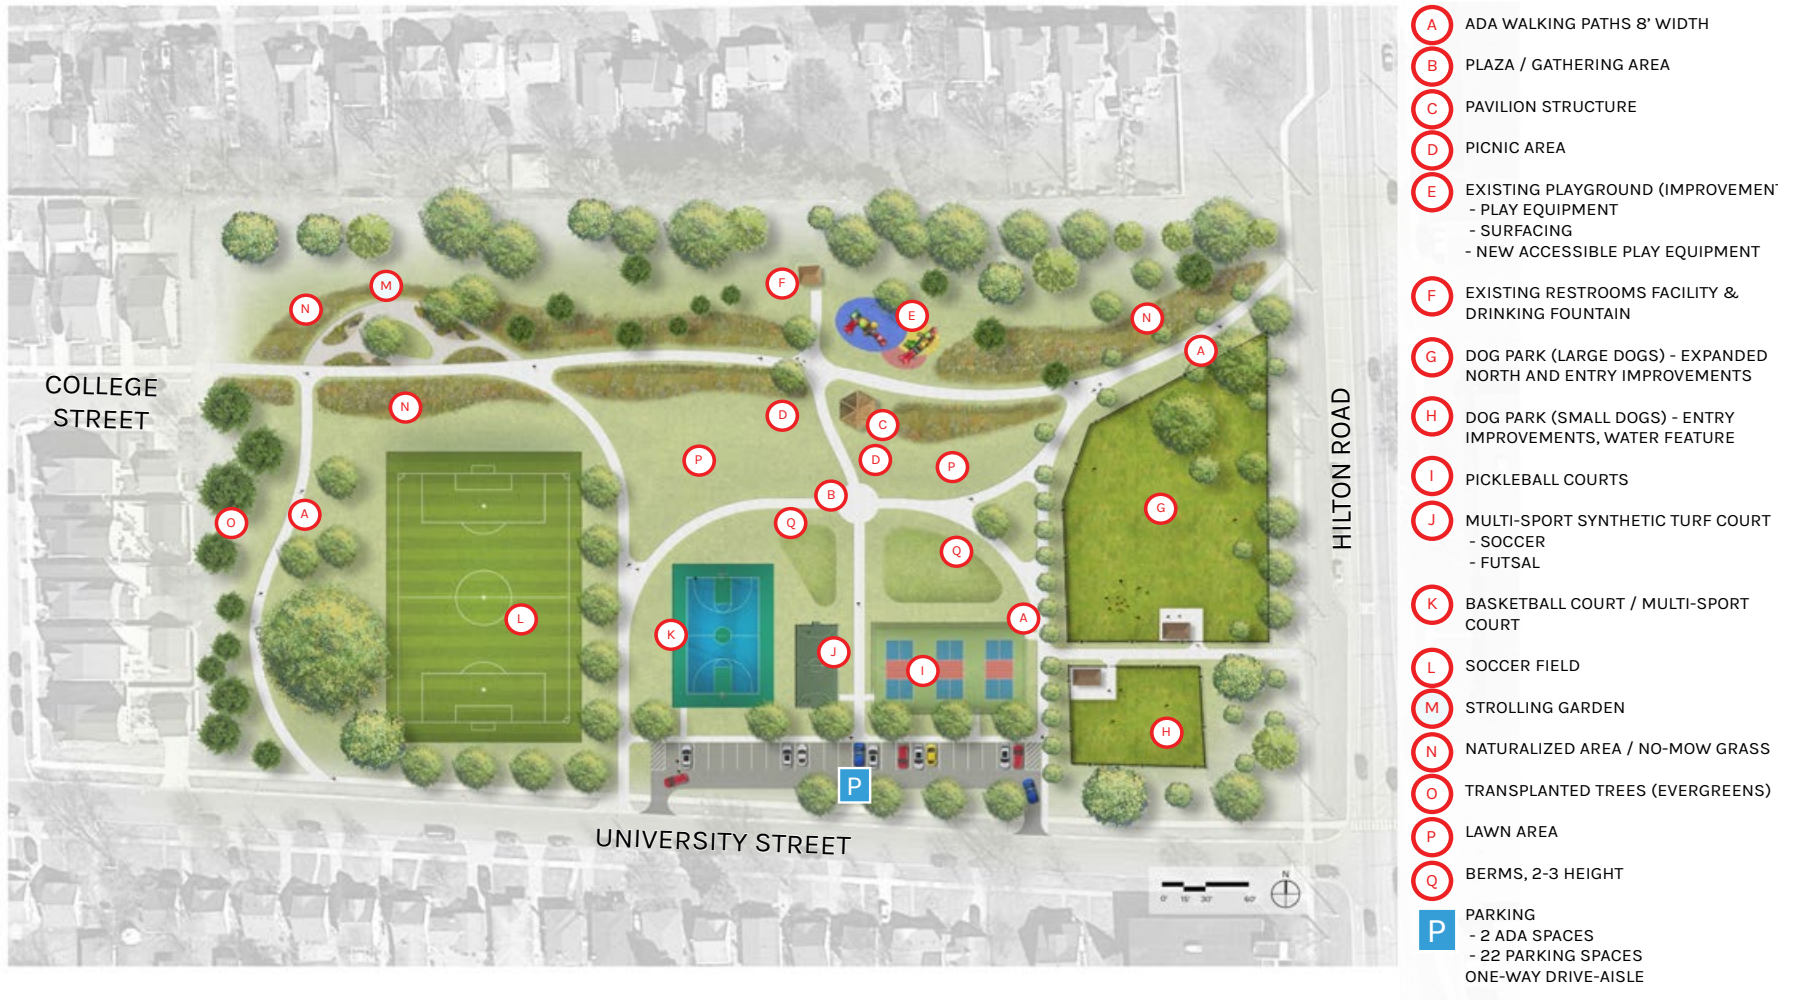 A ADA WALKING PATHS 8’ WIDTH
B PLAZA / GATHERING AREA
C PAVILION STRUCTURE
D PICNIC AREA
E EXISTING PLAYGROUND (IMPROVEMEN
- PLAY EQUIPMENT
- SURFACING
- NEW ACCESSIBLE PLAY EQUIPMENT
F EXISTING RESTROOMS FACILITY &
DRINKING FOUNTAIN
G DOG PARK (LARGE DOGS) - EXPANDED
NORTH AND ENTRY IMPROVEMENTS
H DOG PARK (SMALL DOGS) - ENTRY
IMPROVEMENTS, WATER FEATURE
I PICKLEBALL COURTS
J MULTI-SPORT SYNTHETIC TURF COURT
- SOCCER
- FUTSAL
K BASKETBALL COURT / MULTI-SPORT
COURT
L SOCCER FIELD
M STROLLING GARDEN
N NATURALIZED AREA / NO-MOW GRASS
O TRANSPLANTED TREES (EVERGREENS)
P LAWN AREA
Q BERMS, 2-3 HEIGHT
P PARKING
- 2 ADA SPACES
- 22 PARKING SPACES
ONE-WAY DRIVE-AISLE
F
M
N
E
N
A
COLLEGE
STREET
N
D
C
P
D
P
HILTON ROAD
B
G
O
A
Q
Q
L
A
K
J
I
H
P
UNIVERSITY STREET
N
0' 15' 30' 60'